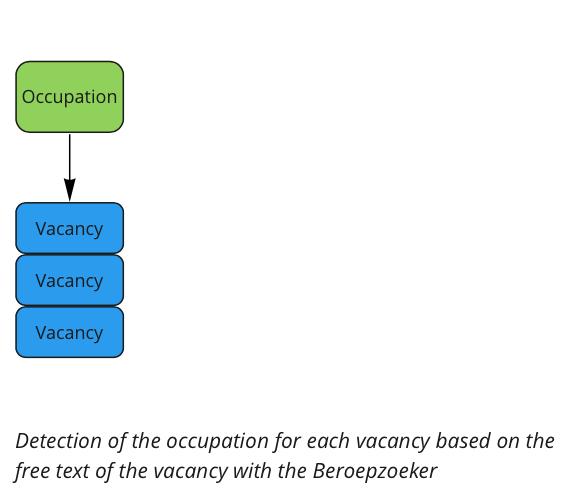 Occupation
Vacancy
Vacancy
Vacancy
Detection of the occupation for each vacancy based on the
free text of the vacancy with the Beroepzoeker